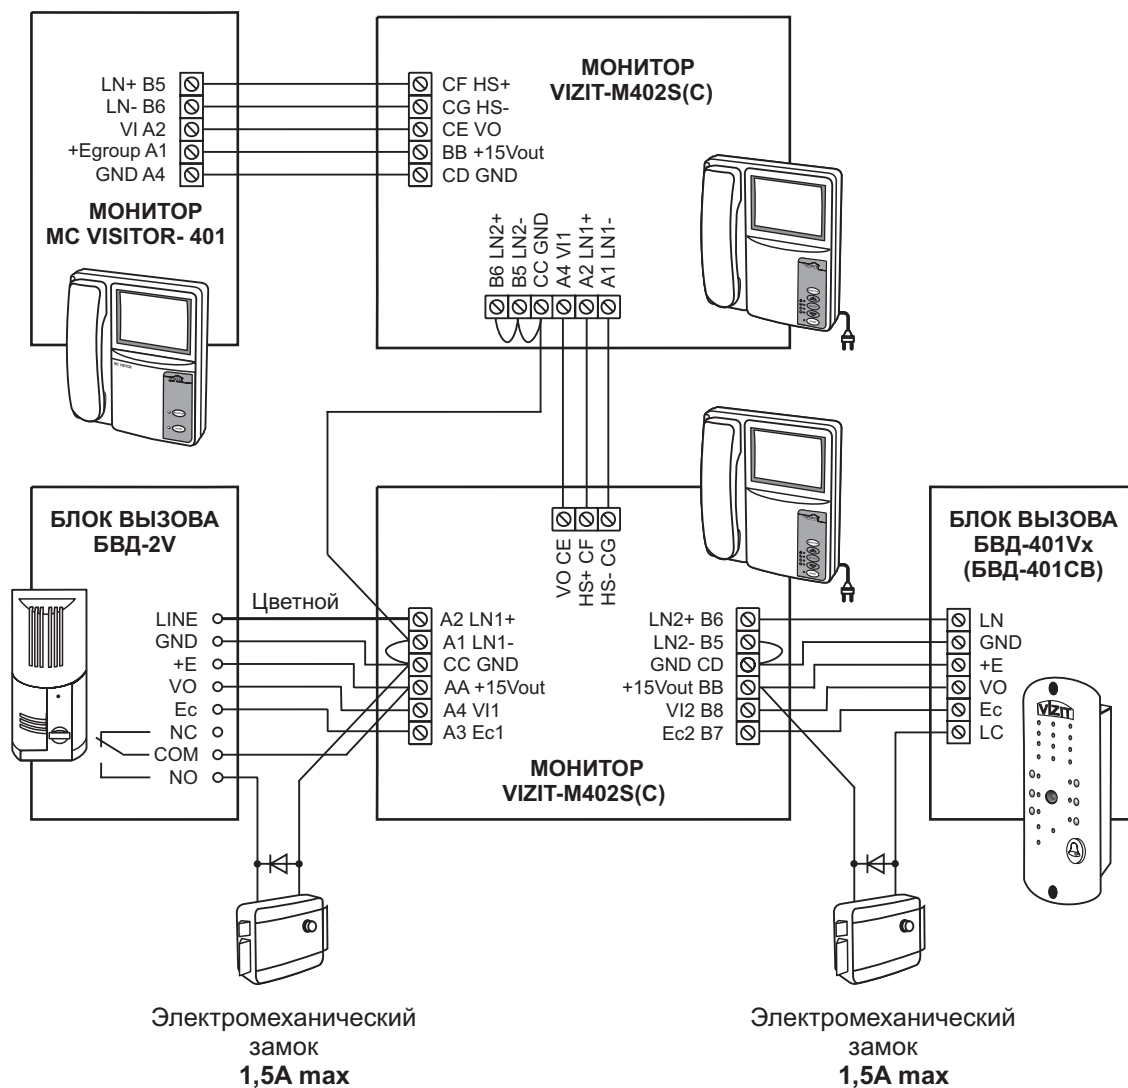 LN+ B5
LN- B6
VI A2
+Egroup A1
GND A4
МОНИТОР
MC VISITOR- 401
MC VISITOR
CF HS+
CG HS-
CE VO
BB +15Vout
CD GND
МОНИТОР
VIZIT-M402S(C)
B6 LN2+
B5 LN2-
CC GND
A4 VI1
A2 LN1+
A1 LN1-
БЛОК ВЫЗОВА
БВД-2V
LINE
GND
+E
VO
Ec
NC
COM
NO
Цветной
A2 LN1+
A1 LN1-
CC GND
AA +15Vout
A4 VI1
A3 Ec1
VO CE
HS+ CF
HS- CG
LN2+ B6
LN2- B5
GND CD
+15Vout BB
VI2 B8
Ec2 B7
МОНИТОР
VIZIT-M402S(C)
БЛОК ВЫЗОВА
БВД-401Vx
(БВД-401CB)
LN
GND
+E
VO
Ec
LC
VIZIT
Электромеханический
замок
1,5A max
Электромеханический
замок
1,5A max